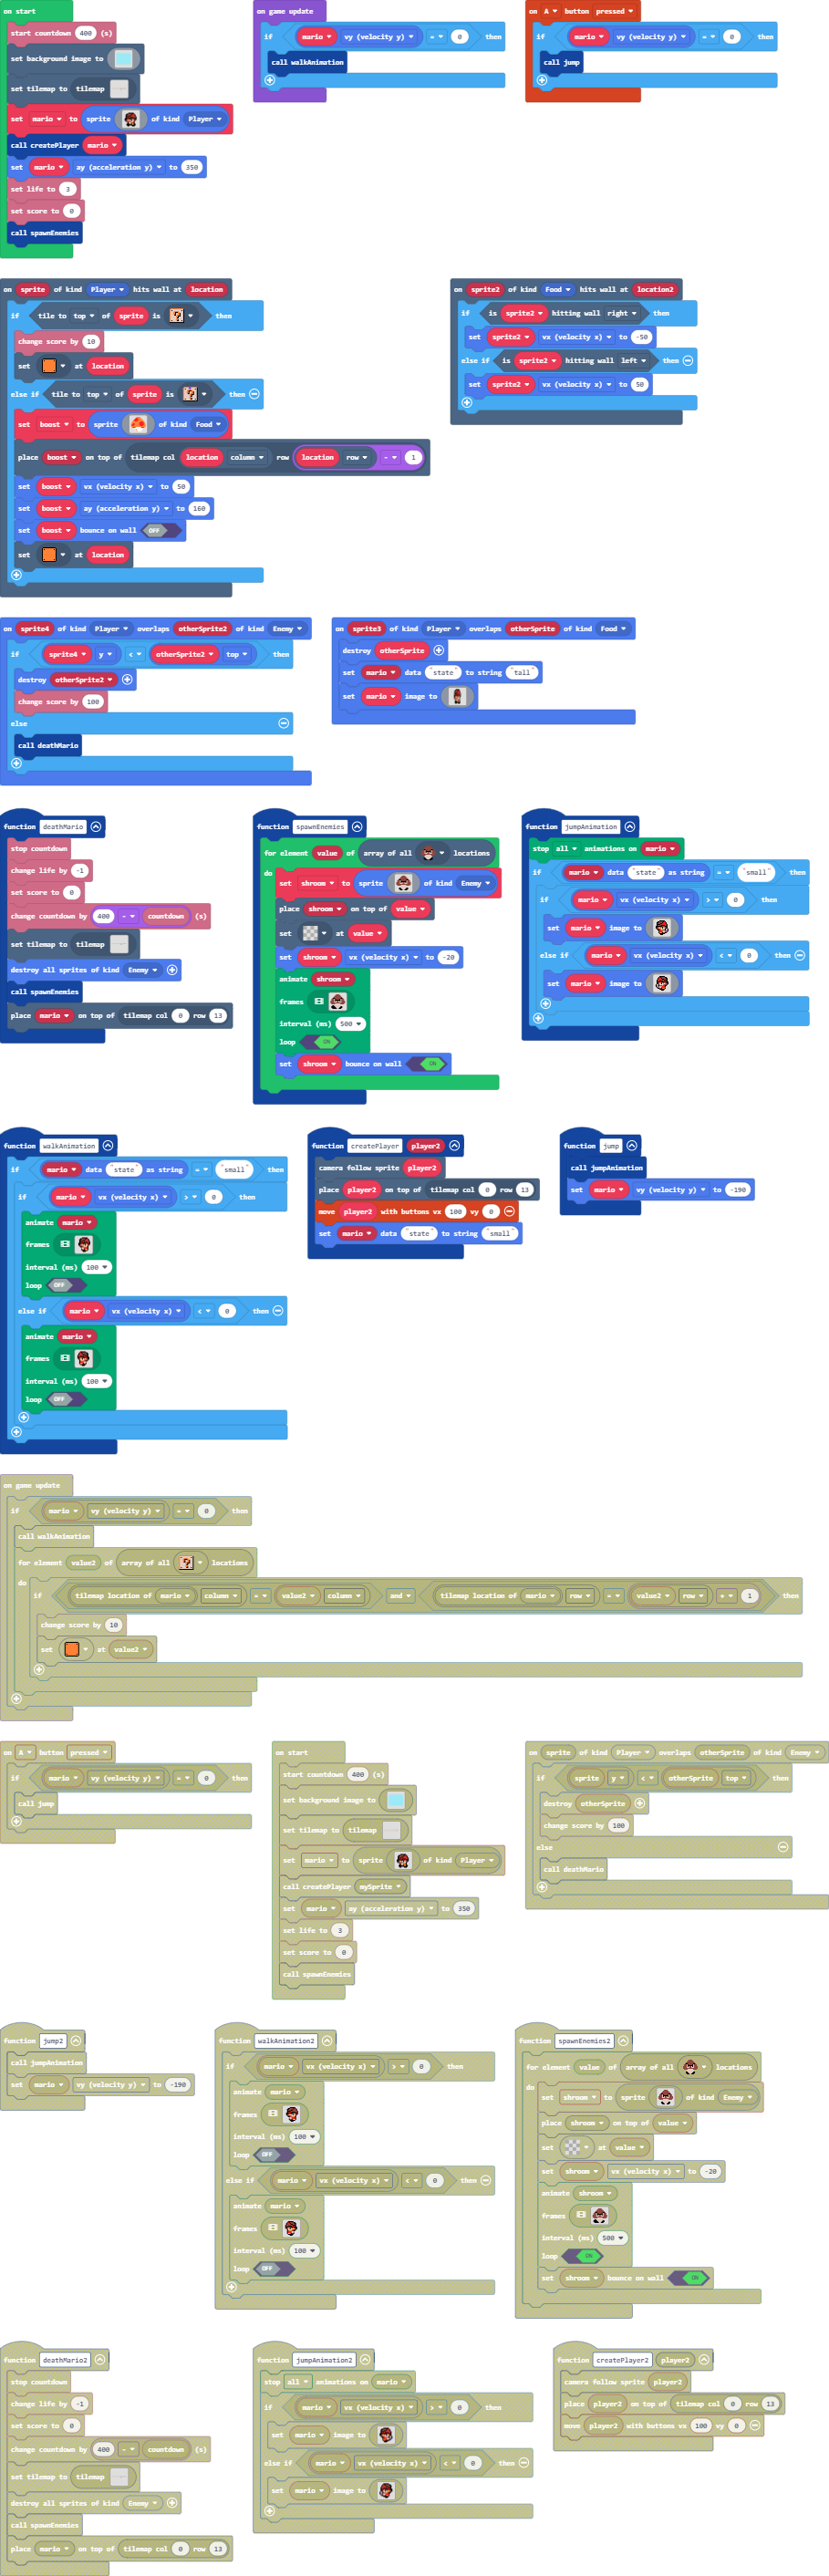 on start
start countdown 400 (s)
set background image to
set tilemap to tilemap
set mario to sprite of kind Player
call createPlayer mario
set mario ay (acceleration y) to 350
set life to 3
set score to 0
call spawnEnemies
on game update
if mario vy (velocity y) = 0 then
call walkAnimation
on A button pressed
if mario vy (velocity y) = 0 then
call jump
on sprite of kind Player hits wall at location
if tile to top of sprite is then
change score by 10
set at location
else if tile to top of sprite is then
set boost to sprite of kind Food
place boost on top of tilemap col location column row location row - 1
set boost vx (velocity x) to 50
set boost ay (acceleration y) to 160
set boost bounce on wall OFF
set at location
on sprite2 of kind Food hits wall at location2
if is sprite2 hitting wall right then
set sprite2 vx (velocity x) to -50
else if is sprite2 hitting wall left then
set sprite2 vx (velocity x) to 50
on sprite4 of kind Player overlaps otherSprite2 of kind Enemy
if sprite4 y < otherSprite2 top then
destroy otherSprite2
change score by 100
else
call deathMario
on sprite3 of kind Player overlaps otherSprite of kind Food
destroy otherSprite
set mario data "state" to string "tall"
set mario image to
function deathMario
stop countdown
change life by -1
set score to 0
change countdown by 400 - countdown (s)
set tilemap to tilemap
destroy all sprites of kind Enemy
call spawnEnemies
place mario on top of tilemap col 0 row 13
function spawnEnemies
for element value of array of all locations
do
set shroom to sprite of kind Enemy
place shroom on top of value
set at value
set shroom vx (velocity x) to -20
animate shroom
frames
interval (ms) 500
loop ON
set shroom bounce on wall ON
function jumpAnimation
stop all animations on mario
if mario data "state" as string = "small" then
if mario vx (velocity x) > 0 then
set mario image to
else if mario vx (velocity x) < 0 then
set mario image to
function walkAnimation
if mario data "state" as string = "small" then
if mario vx (velocity x) > 0 then
animate mario
frames
interval (ms) 100
loop OFF
else if mario vx (velocity x) < 0 then
animate mario
frames
interval (ms) 100
loop OFF
function createPlayer player2
camera follow sprite player2
place player2 on top of tilemap col 0 row 13
move player2 with buttons vx 100 vy 0
set mario data "state" to string "small"
function jump
call jumpAnimation
set mario vy (velocity y) to -190
on game update
if mario vy (velocity y) = 0 then
call walkAnimation
for element value2 of array of all locations
do
if tilemap location of mario column = value2 column and tilemap location of mario row = value2 row + 1 then
change score by 10
set at value2
on A button pressed
if mario vy (velocity y) = 0 then
call jump
on start
start countdown 400 (s)
set background image to
set tilemap to tilemap
set mario to sprite of kind Player
call createPlayer mySprite
set mario ay (acceleration y) to 350
set life to 3
set score to 0
call spawnEnemies
on sprite of kind Player overlaps otherSprite of kind Enemy
if sprite y < otherSprite top then
destroy otherSprite
change score by 100
else
call deathMario
function jump2
call jumpAnimation
set mario vy (velocity y) to -190
function walkAnimation2
if mario vx (velocity x) > 0 then
animate mario
frames
interval (ms) 100
loop OFF
else if mario vx (velocity x) < 0 then
animate mario
frames
interval (ms) 100
loop OFF
function spawnEnemies2
for element value of array of all locations
do
set shroom to sprite of kind Enemy
place shroom on top of value
set at value
set shroom vx (velocity x) to -20
animate shroom
frames
interval (ms) 500
loop ON
set shroom bounce on wall ON
function deathMario2
stop countdown
change life by -1
set score to 0
change countdown by 400 - countdown (s)
set tilemap to tilemap
destroy all sprites of kind Enemy
call spawnEnemies
place mario on top of tilemap col 0 row 13
function jumpAnimation2
stop all animations on mario
if mario vx (velocity x) > 0 then
set mario image to
else if mario vx (velocity x) < 0 then
set mario image to
function createPlayer2 player2
camera follow sprite player2
place player2 on top of tilemap col 0 row 13
move player2 with buttons vx 100 vy 0